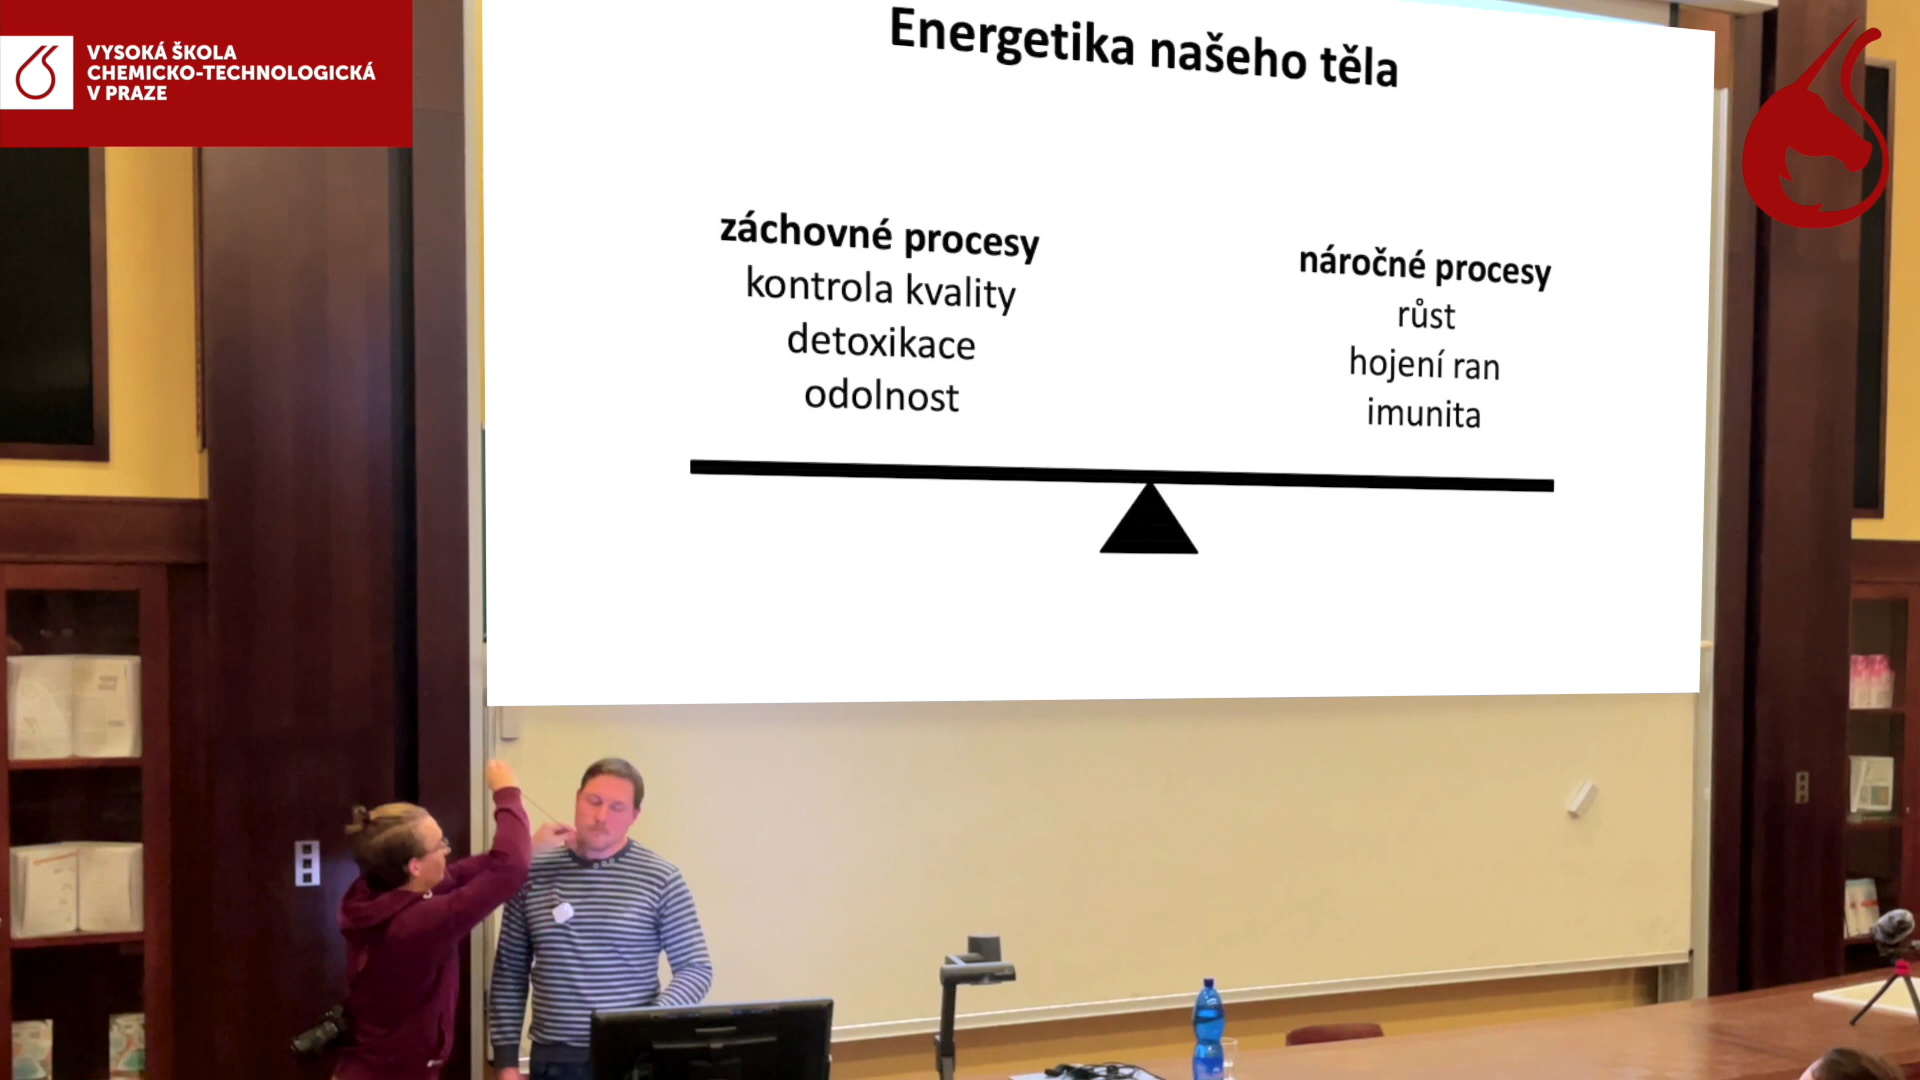 VYSOKÁ ŠKOLA
CHEMICKO-TECHNOLOGICKÁ
V PRAZE
Energetika našeho těla
záchovné procesy
kontrola kvality
detoxikace
odolnost
náročné procesy
růst
hojení ran
imunita